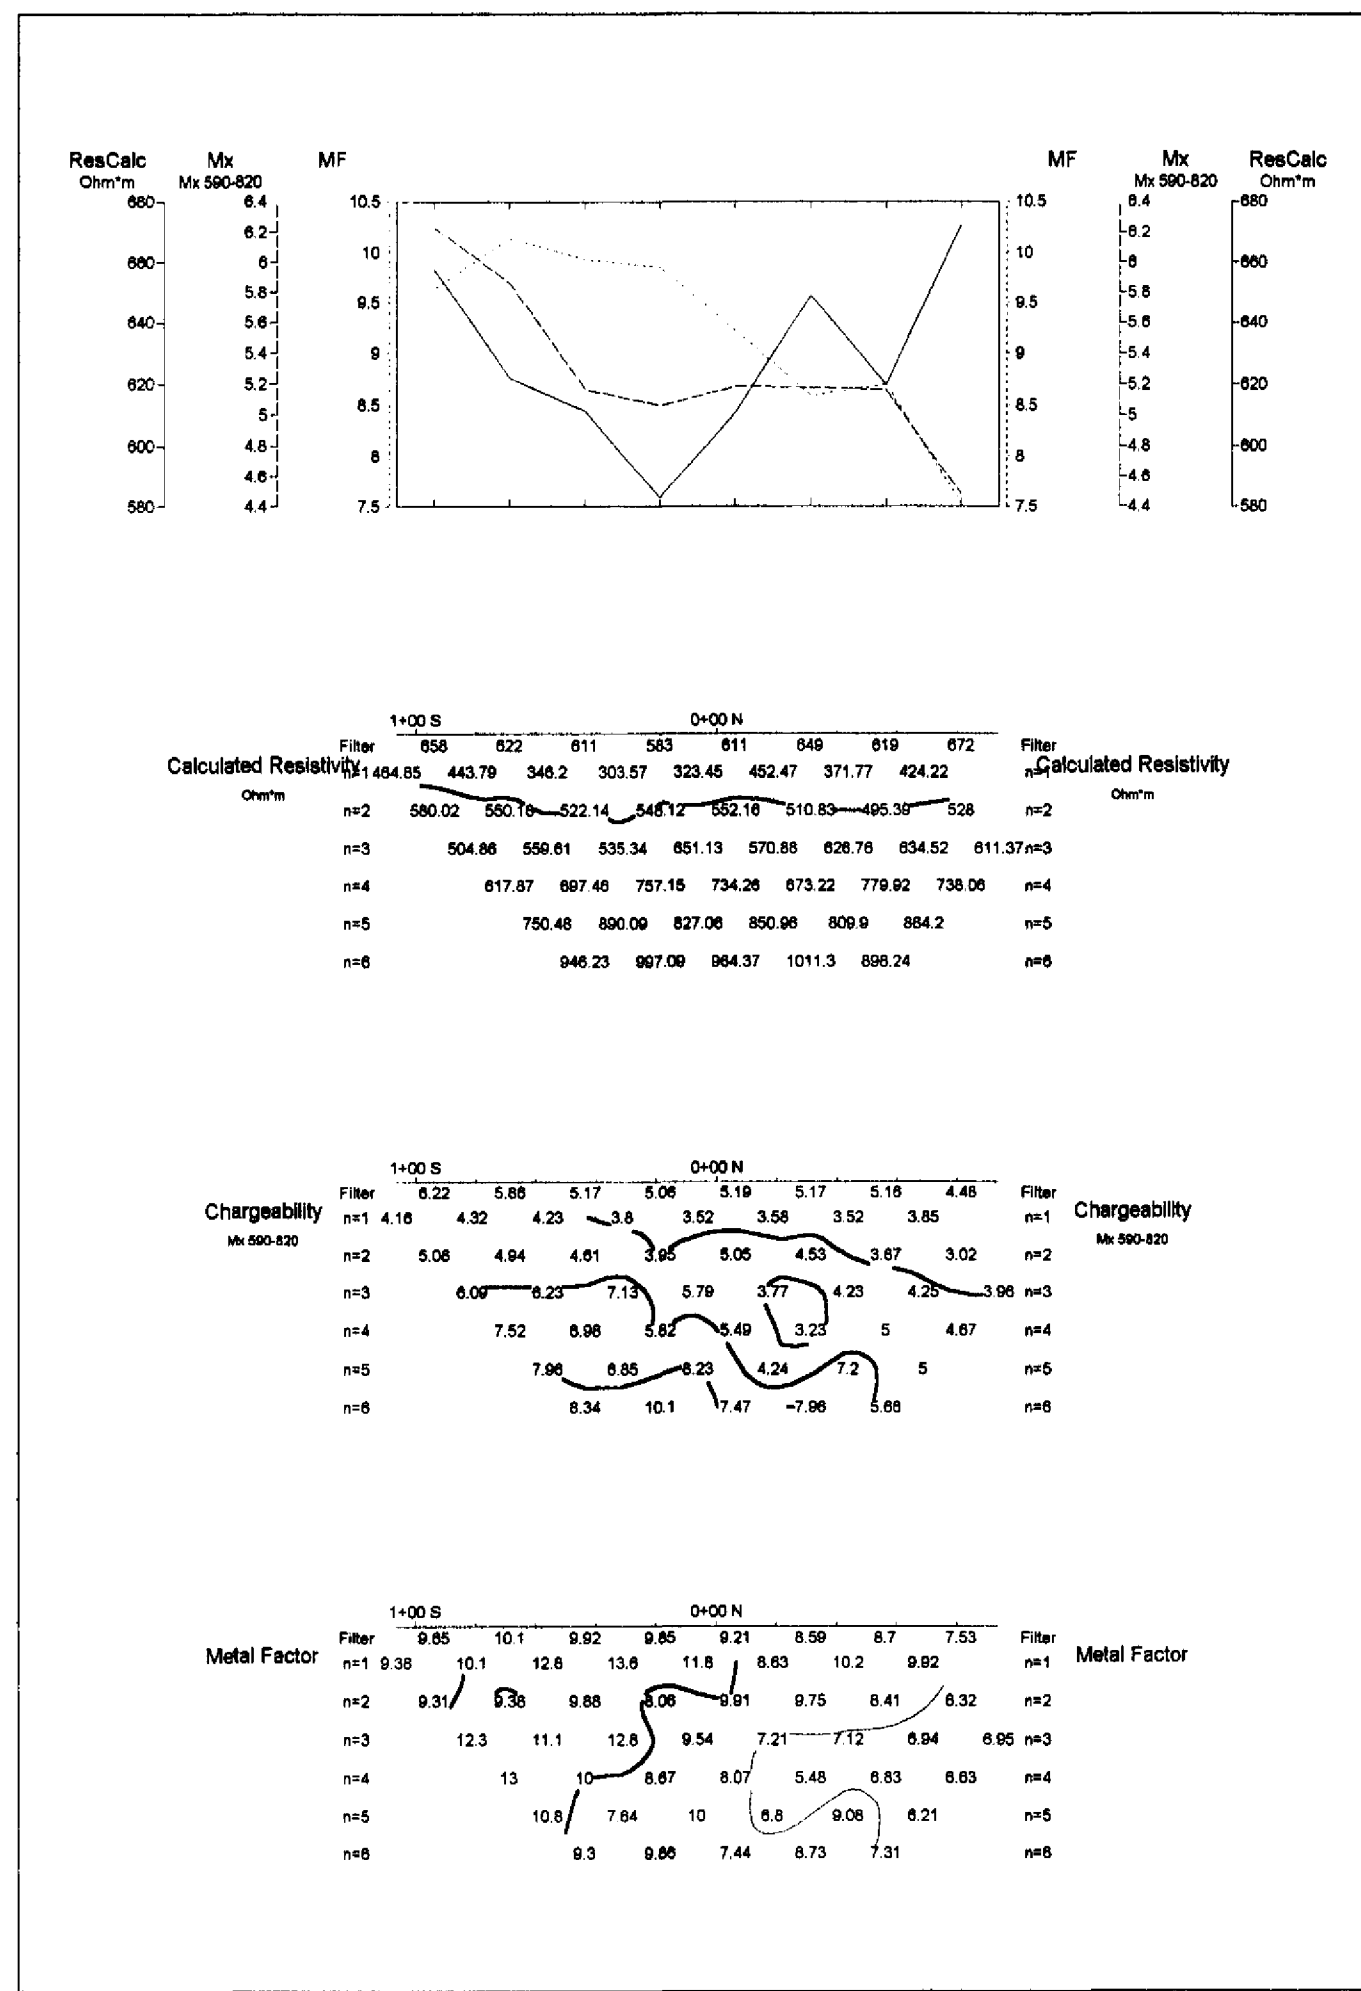 ResCalc Mx MF MF Mx ResCalc
Ohm*m Mx 590-820 Mx 590-820 Ohm*m
680 6.4 10.5 10.5 6.4 680
6.2 6.2
10 10
660 6 6 660
5.8 9.5 9.5 5.8
640 5.6 5.6 640
5.4 9 9 5.4
620 5.2 5.2 620
5 8.5 8.5 5
600 4.8 4.8 600
8 8
4.6 4.6
580 4.4 7.5 7.5 4.4 580
1+00 S 0+00 N
Filter 658 622 611 583 611 649 619 672 Filter
Calculated Resistivity n=1 464.85 443.79 346.2 303.57 323.45 452.47 371.77 424.22 n=1 Calculated Resistivity
Ohm*m Ohm*m
n=2 580.02 550.18 522.14 548.12 552.16 510.83 495.39 528 n=2
n=3 504.86 559.61 535.34 651.13 570.86 626.76 634.52 611.37 n=3
n=4 617.87 697.46 757.15 734.26 673.22 779.92 738.06 n=4
n=5 750.48 890.09 827.06 850.96 809.9 864.2 n=5
n=6 946.23 997.09 964.37 1011.3 898.24 n=6
1+00 S 0+00 N
Filter 6.22 5.86 5.17 5.06 5.19 5.17 5.16 4.48 Filter
Chargeability n=1 4.16 4.32 4.23 3.8 3.52 3.58 3.52 3.85 n=1 Chargeability
Mx 590-820 Mx 590-820
n=2 5.06 4.94 4.61 3.95 5.05 4.53 3.67 3.02 n=2
n=3 6.09 6.23 7.13 5.79 3.77 4.23 4.25 3.96 n=3
n=4 7.52 6.98 5.82 5.49 3.23 5 4.67 n=4
n=5 7.96 6.85 6.23 4.24 7.2 5 n=5
n=6 8.34 10.1 7.47 -7.96 5.66 n=6
1+00 S 0+00 N
Filter 9.65 10.1 9.92 9.85 9.21 8.59 8.7 7.53 Filter
Metal Factor n=1 9.38 10.1 12.8 13.6 11.8 8.63 10.2 9.92 n=1 Metal Factor
n=2 9.31 9.38 9.88 8.06 9.91 9.75 8.41 6.32 n=2
n=3 12.3 11.1 12.8 9.54 7.21 7.12 6.94 6.95 n=3
n=4 13 10 8.67 8.07 5.48 6.83 6.63 n=4
n=5 10.8 7.84 10 6.8 9.08 6.21 n=5
n=6 9.3 9.86 7.44 8.73 7.31 n=6